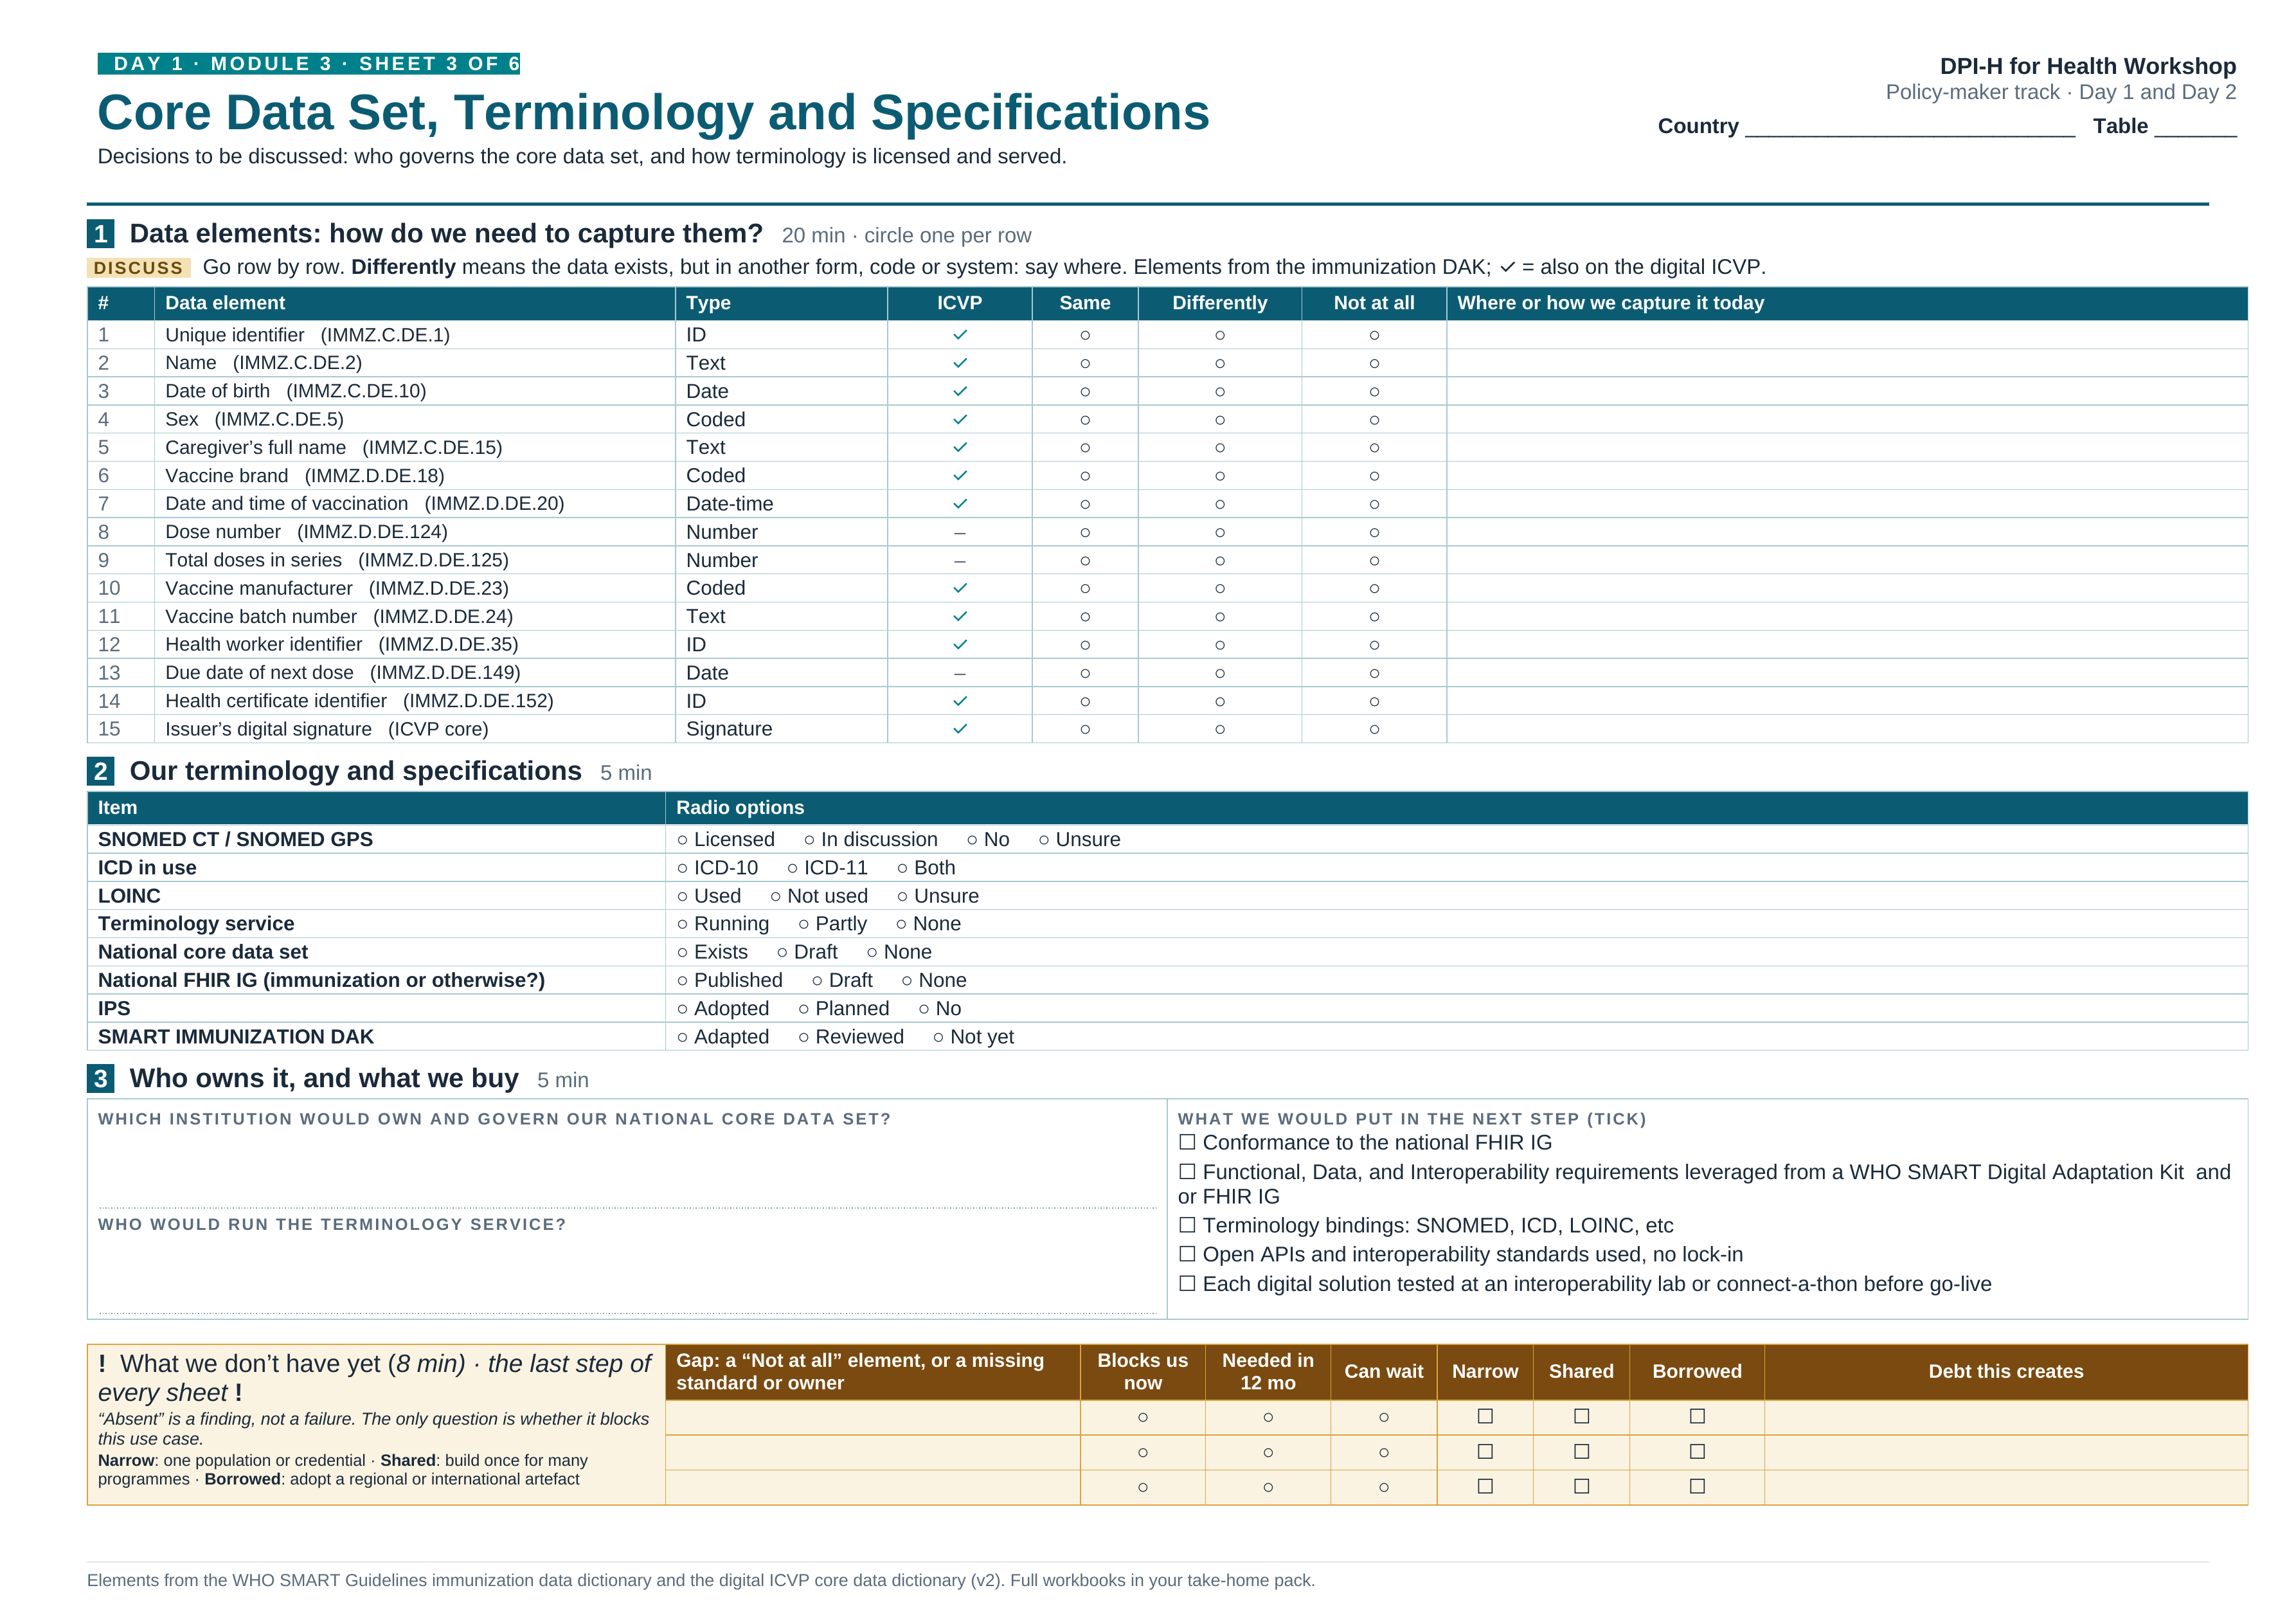 DAY 1 · MODULE 3 · SHEET 3 OF 6
Core Data Set, Terminology and Specifications
Decisions to be discussed: who governs the core data set, and how terminology is licensed and served.
DPI-H for Health Workshop
Policy-maker track · Day 1 and Day 2
Country ____________________________ Table _______
1 Data elements: how do we need to capture them? 20 min · circle one per row
DISCUSS Go row by row. Differently means the data exists, but in another form, code or system: say where. Elements from the immunization DAK; ✓ = also on the digital ICVP.
# Data element Type ICVP Same Differently Not at all Where or how we capture it today
1 Unique identifier (IMMZ.C.DE.1) ID ✓ ○ ○ ○
2 Name (IMMZ.C.DE.2) Text ✓ ○ ○ ○
3 Date of birth (IMMZ.C.DE.10) Date ✓ ○ ○ ○
4 Sex (IMMZ.C.DE.5) Coded ✓ ○ ○ ○
5 Caregiver’s full name (IMMZ.C.DE.15) Text ✓ ○ ○ ○
6 Vaccine brand (IMMZ.D.DE.18) Coded ✓ ○ ○ ○
7 Date and time of vaccination (IMMZ.D.DE.20) Date-time ✓ ○ ○ ○
8 Dose number (IMMZ.D.DE.124) Number – ○ ○ ○
9 Total doses in series (IMMZ.D.DE.125) Number – ○ ○ ○
10 Vaccine manufacturer (IMMZ.D.DE.23) Coded ✓ ○ ○ ○
11 Vaccine batch number (IMMZ.D.DE.24) Text ✓ ○ ○ ○
12 Health worker identifier (IMMZ.D.DE.35) ID ✓ ○ ○ ○
13 Due date of next dose (IMMZ.D.DE.149) Date – ○ ○ ○
14 Health certificate identifier (IMMZ.D.DE.152) ID ✓ ○ ○ ○
15 Issuer’s digital signature (ICVP core) Signature ✓ ○ ○ ○
2 Our terminology and specifications 5 min
Item Radio options
SNOMED CT / SNOMED GPS ○ Licensed ○ In discussion ○ No ○ Unsure
ICD in use ○ ICD-10 ○ ICD-11 ○ Both
LOINC ○ Used ○ Not used ○ Unsure
Terminology service ○ Running ○ Partly ○ None
National core data set ○ Exists ○ Draft ○ None
National FHIR IG (immunization or otherwise?) ○ Published ○ Draft ○ None
IPS ○ Adopted ○ Planned ○ No
SMART IMMUNIZATION DAK ○ Adapted ○ Reviewed ○ Not yet
3 Who owns it, and what we buy 5 min
WHICH INSTITUTION WOULD OWN AND GOVERN OUR NATIONAL CORE DATA SET?
WHO WOULD RUN THE TERMINOLOGY SERVICE?
WHAT WE WOULD PUT IN THE NEXT STEP (TICK)
☐ Conformance to the national FHIR IG
☐ Functional, Data, and Interoperability requirements leveraged from a WHO SMART Digital Adaptation Kit and
or FHIR IG
☐ Terminology bindings: SNOMED, ICD, LOINC, etc
☐ Open APIs and interoperability standards used, no lock-in
☐ Each digital solution tested at an interoperability lab or connect-a-thon before go-live
! What we don’t have yet (8 min) · the last step of
every sheet !
“Absent” is a finding, not a failure. The only question is whether it blocks
this use case.
Narrow: one population or credential · Shared: build once for many
programmes · Borrowed: adopt a regional or international artefact
Gap: a “Not at all” element, or a missing
standard or owner
Blocks us
now
Needed in
12 mo
Can wait
Narrow
Shared
Borrowed
Debt this creates
○ ○ ○ ☐ ☐ ☐
○ ○ ○ ☐ ☐ ☐
○ ○ ○ ☐ ☐ ☐
Elements from the WHO SMART Guidelines immunization data dictionary and the digital ICVP core data dictionary (v2). Full workbooks in your take-home pack.